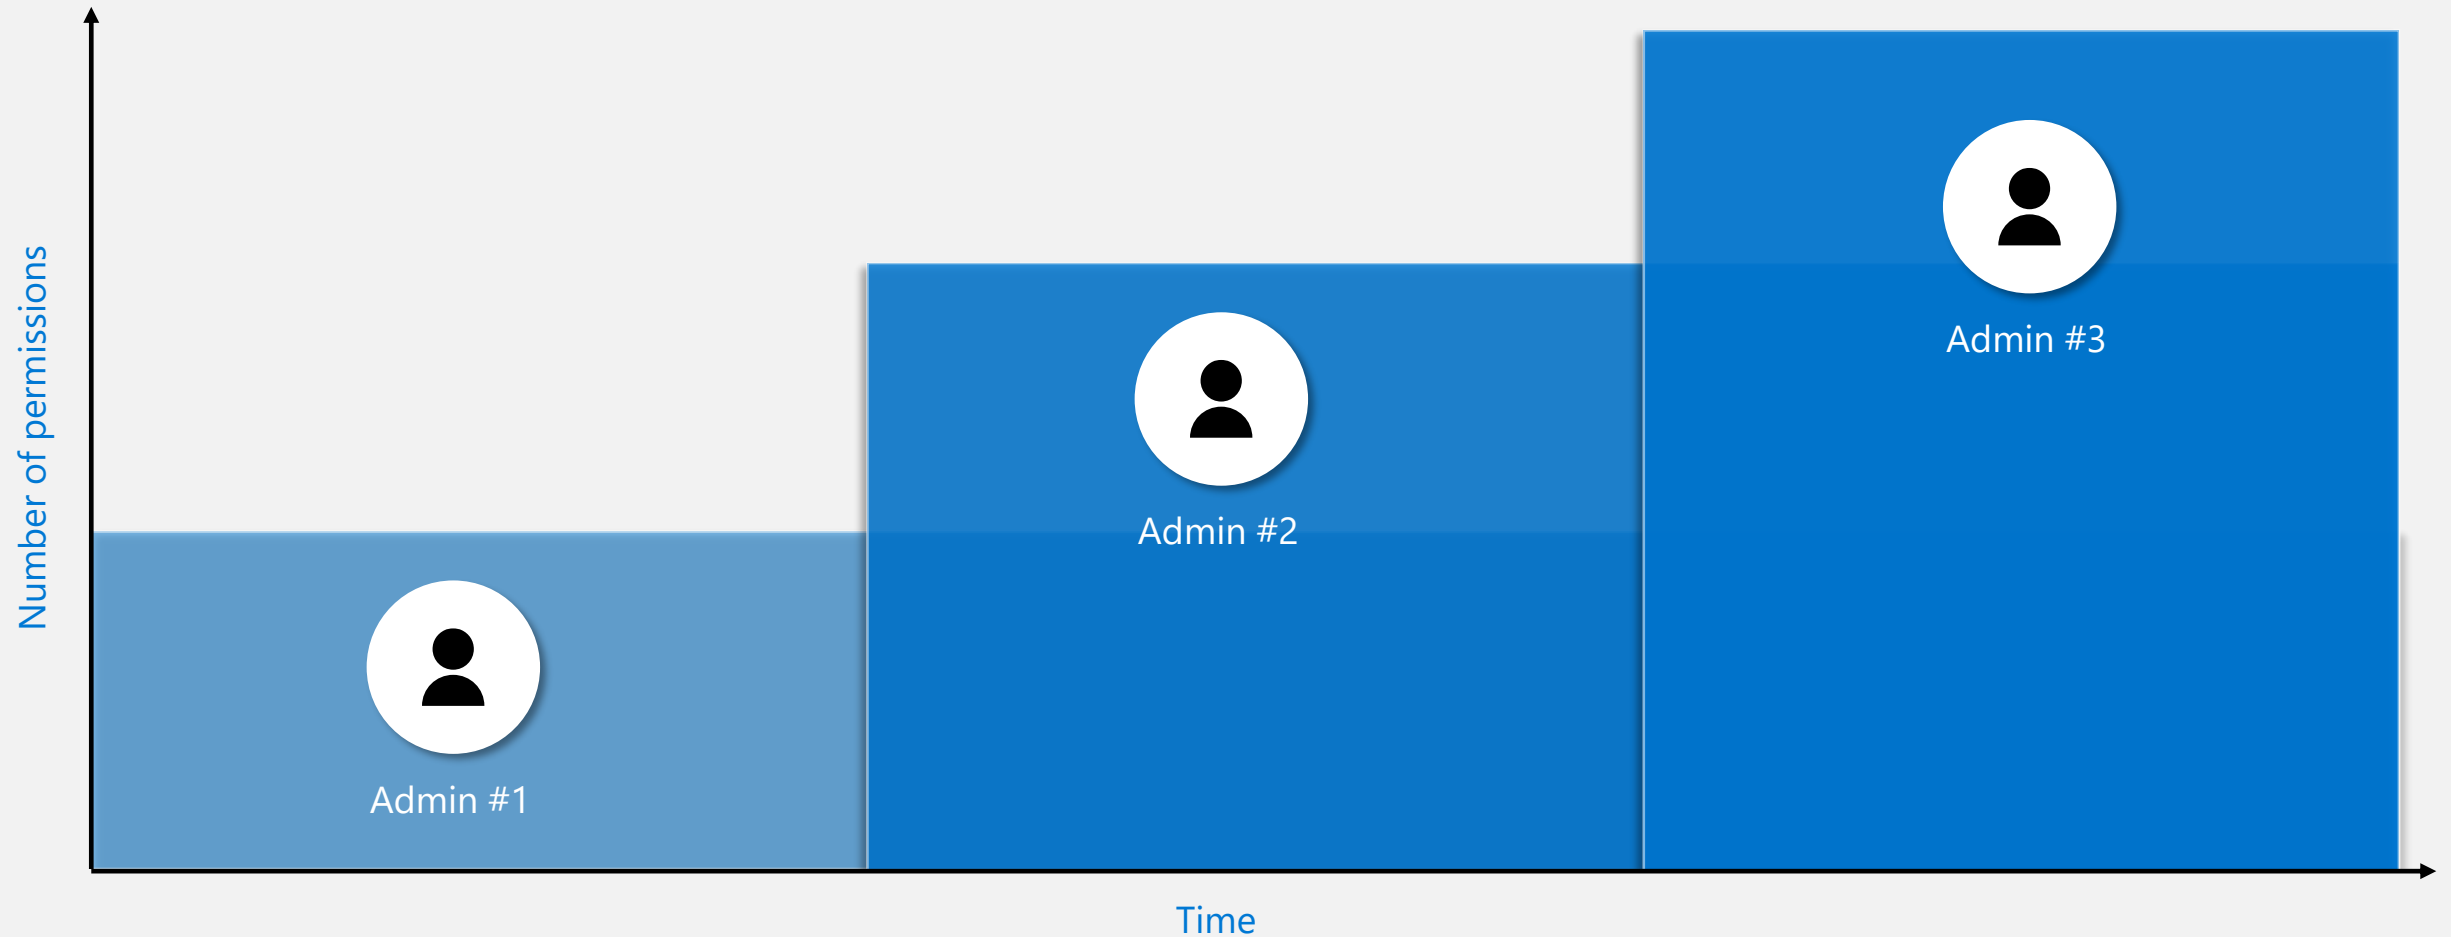 Number of permissions
Admin #1
Admin #2
Admin #3
Time